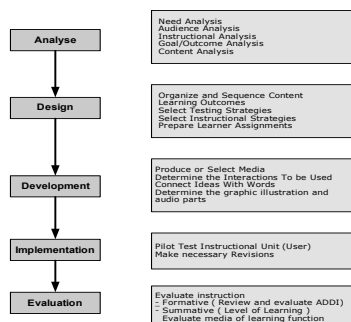 Analyse
Need Analysis
Audience Analysis
Instructional Analysis
Goal/Outcome Analysis
Content Analysis
Design
Organize and Sequence Content
Learning Outcomes
Select Testing Strategies
Select Instructional Strategies
Prepare Learner Assignments
Development
Produce or Select Media
Determine the Interactions To be Used
Connect Ideas With Words
Determine the graphic illustration and
audio parts
Implementation
Pilot Test Instructional Unit (User)
Make necessary Revisions
Evaluation
Evaluate instruction
- Formative ( Review and evaluate ADDI)
- Summative ( Level of Learning )
Evaluate media of learning function